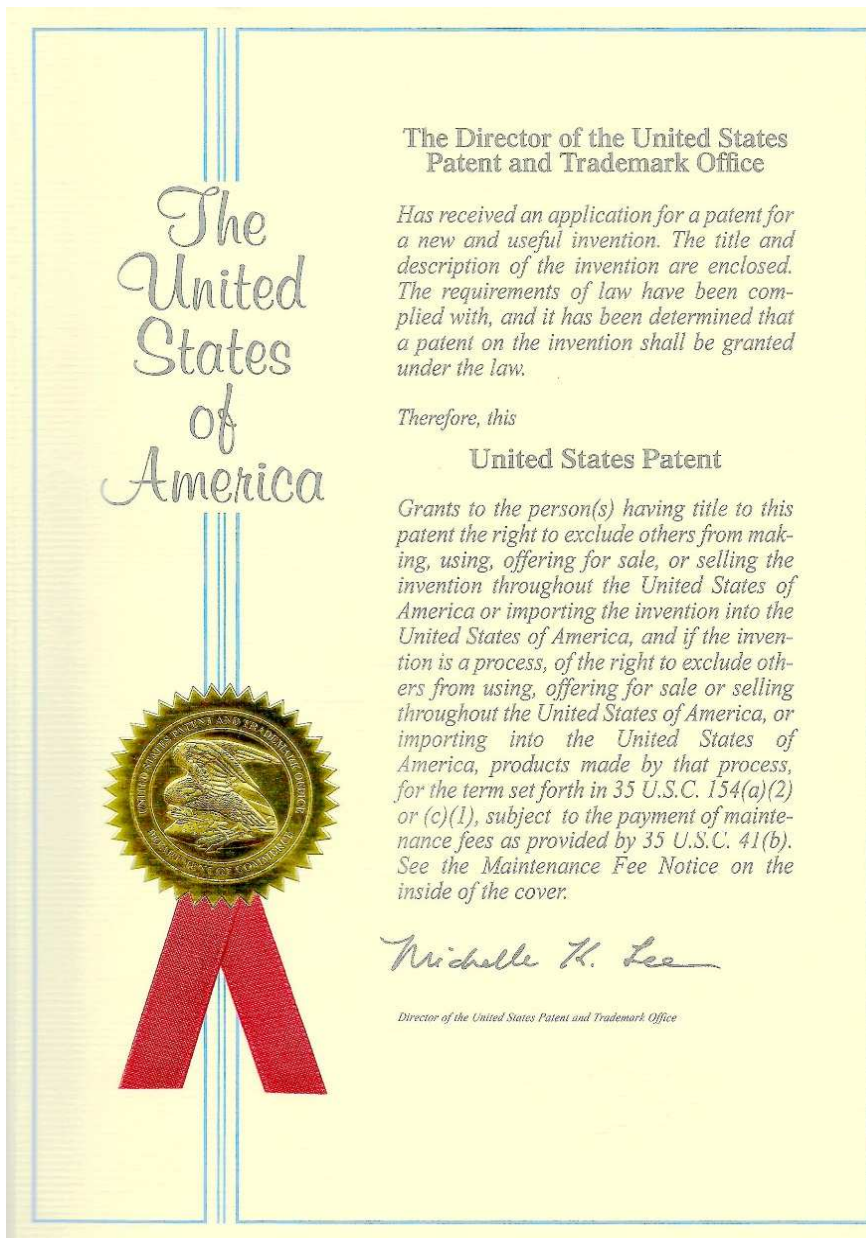 The
United
States
of
America
The Director of the United States
Patent and Trademark Office
Has received an application for a patent for
a new and useful invention. The title and
description of the invention are enclosed.
The requirements of law have been com-
plied with, and it has been determined that
a patent on the invention shall be granted
under the law.
Therefore, this
United States Patent
Grants to the person(s) having title to this
patent the right to exclude others from mak-
ing, using, offering for sale, or selling the
invention throughout the United States of
America or importing the invention into the
United States of America, and if the inven-
tion is a process, of the right to exclude oth-
ers from using, offering for sale or selling
throughout the United States of America, or
importing into the United States of
America, products made by that process,
for the term set forth in 35 U.S.C. 154(a)(2)
or (c)(1), subject to the payment of mainte-
nance fees as provided by 35 U.S.C. 41(b).
See the Maintenance Fee Notice on the
inside of the cover.
Michelle K. Lee
Director of the United States Patent and Trademark Office
UNITED STATES PATENT AND TRADEMARK OFFICE
DEPARTMENT OF COMMERCE